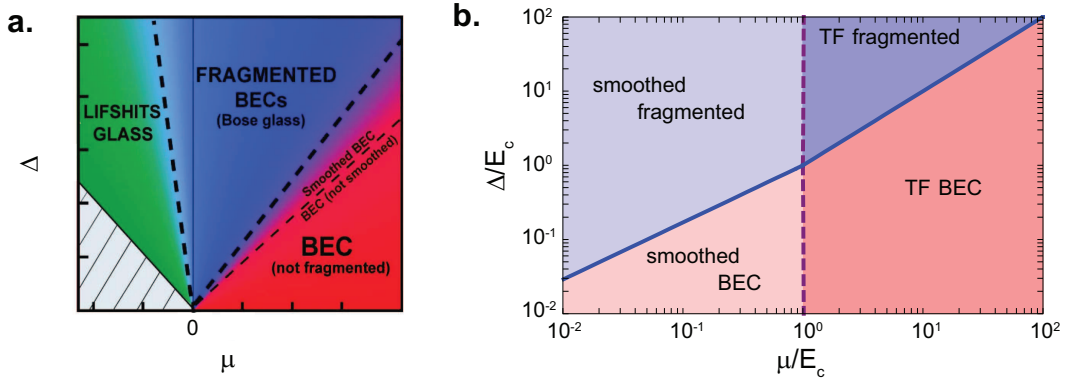 a.
FRAGMENTED
BECs
(Bose glass)
LIFSHITS
GLASS
Smoothed BEC
BEC (not smoothed)
BEC
(not fragmented)
Δ
0
μ
b.
10²
10¹
10⁰
10⁻¹
10⁻²
Δ/E_c
TF fragmented
smoothed
fragmented
TF BEC
smoothed
BEC
10⁻²
10⁻¹
10⁰
10¹
10²
μ/E_c